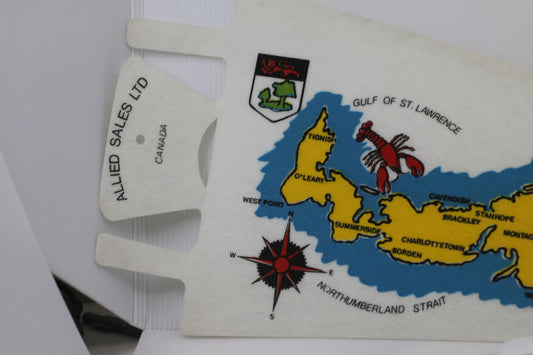 ALLIED SALES LTD
CANADA
GULF OF ST. LAWRENCE
TIGNISH
O'LEARY
WEST POINT
SUMMERSIDE
CAVENDISH
BRACKLEY
STANHOPE
CHARLOTTETOWN
BORDEN
MONTAG
N
W
E
S
NORTHUMBERLAND STRAIT